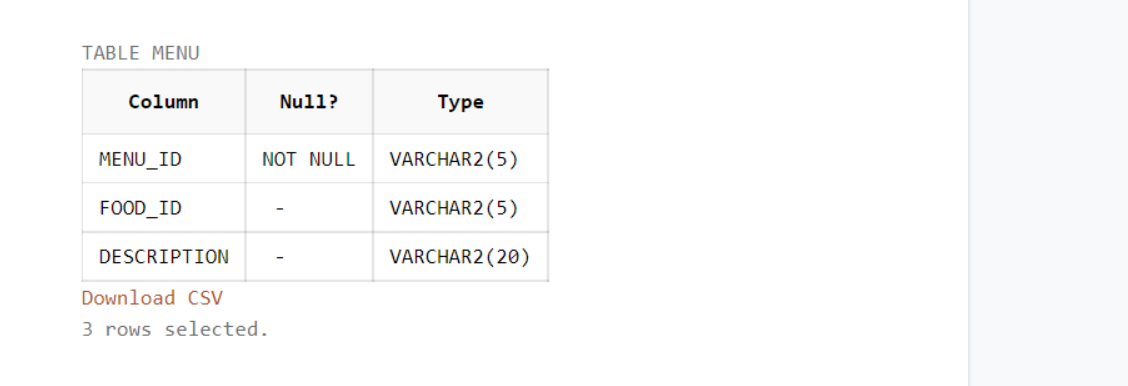 TABLE MENU
Column Null? Type
MENU_ID NOT NULL VARCHAR2(5)
FOOD_ID - VARCHAR2(5)
DESCRIPTION - VARCHAR2(20)
Download CSV
3 rows selected.